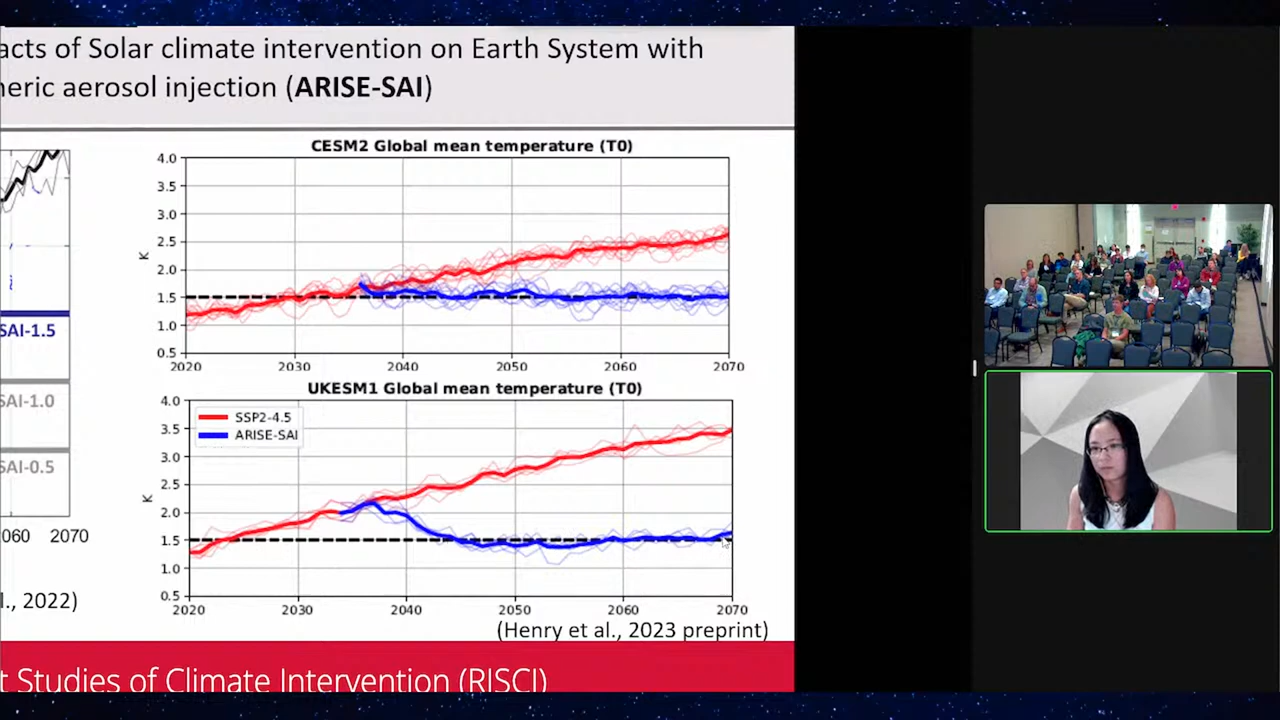 acts of Solar climate intervention on Earth System with
neric aerosol injection (ARISE-SAI)
CESM2 Global mean temperature (T0)
4.0
3.5
3.0
2.5
2.0
1.5
1.0
0.5
K
2020 2030 2040 2050 2060 2070
SAI-1.5
SAI-1.0
SAI-0.5
060 2070
UKESM1 Global mean temperature (T0)
SSP2-4.5
ARISE-SAI
4.0
3.5
3.0
2.5
2.0
1.5
1.0
0.5
K
2020 2030 2040 2050 2060 2070
l., 2022)
(Henry et al., 2023 preprint)
t Studies of Climate Intervention (RISCI)